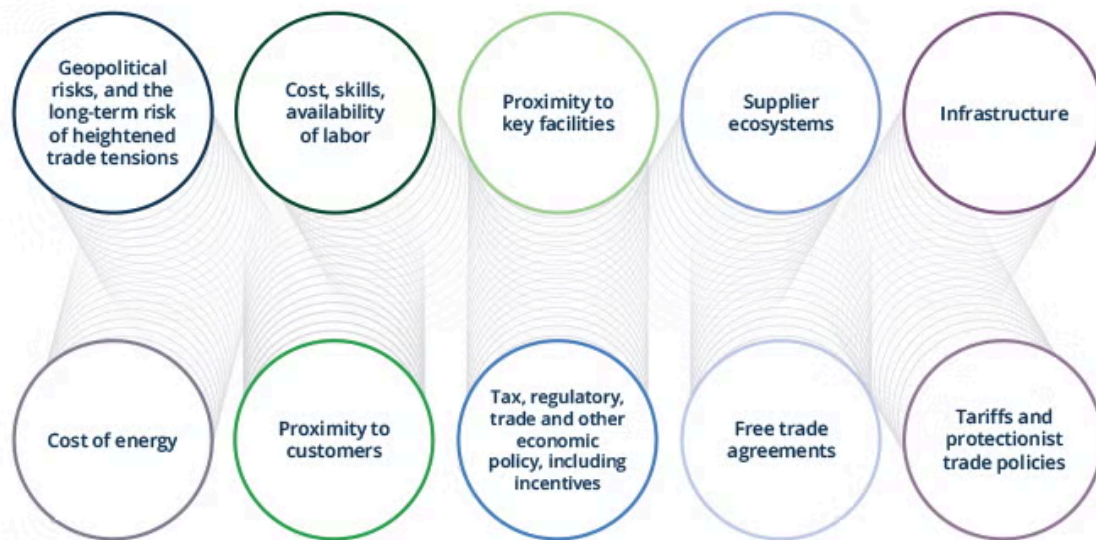 Geopolitical
risks, and the
long-term risk
of heightened
trade tensions
Cost, skills,
availability
of labor
Proximity to
key facilities
Supplier
ecosystems
Infrastructure
Cost of energy
Proximity to
customers
Tax, regulatory,
trade and other
economic
policy, including
incentives
Free trade
agreements
Tariffs and
protectionist
trade policies